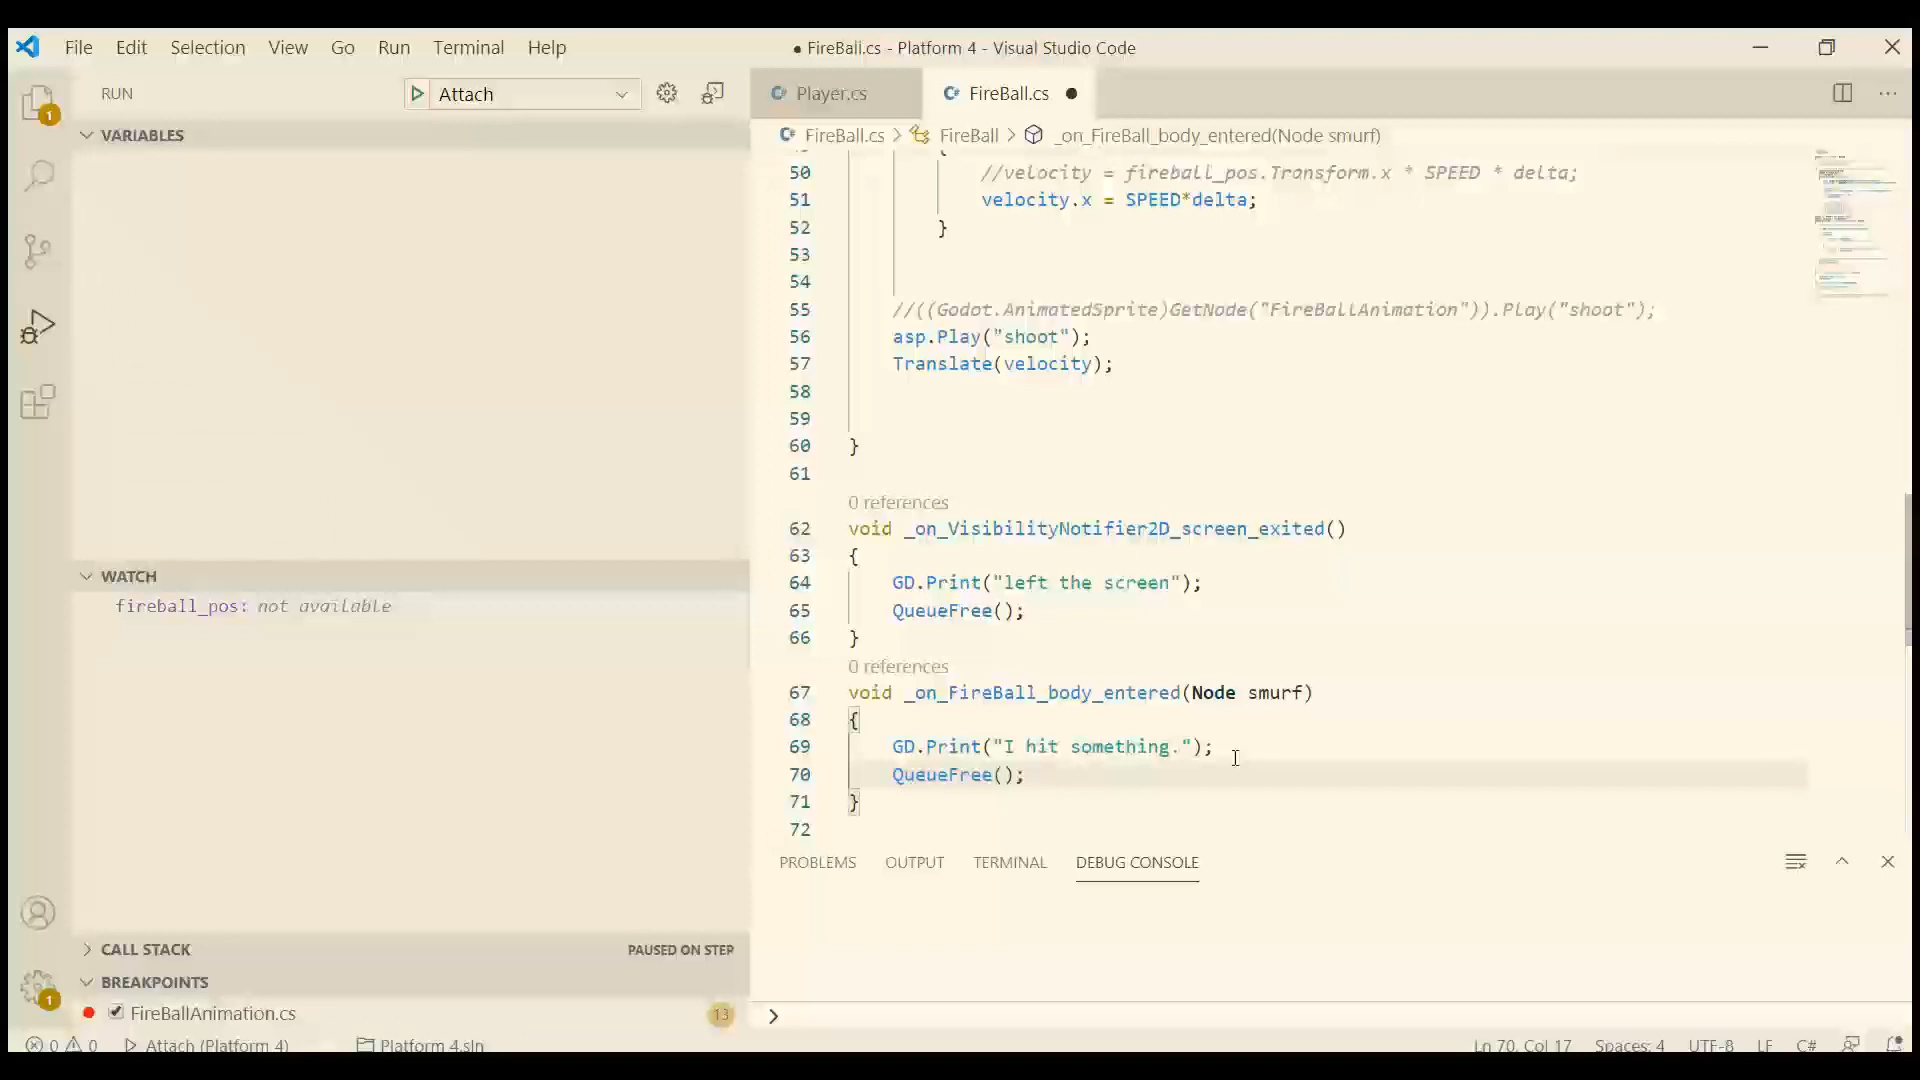 File Edit Selection View Go Run Terminal Help
● FireBall.cs - Platform 4 - Visual Studio Code
RUN
Attach
Player.cs
FireBall.cs
1
VARIABLES
FireBall.cs > FireBall > _on_FireBall_body_entered(Node smurf)
{
50 //velocity = fireball_pos.Transform.x * SPEED * delta;
51 velocity.x = SPEED*delta;
52 }
53
54
55 //((Godot.AnimatedSprite)GetNode("FireBallAnimation")).Play("shoot");
56 asp.Play("shoot");
57 Translate(velocity);
58
59
60 }
61
0 references
62 void _on_VisibilityNotifier2D_screen_exited()
63 {
64 GD.Print("left the screen");
65 QueueFree();
66 }
0 references
67 void _on_FireBall_body_entered(Node smurf)
68 {
69 GD.Print("I hit something.");
70 QueueFree();
71 }
72
WATCH
fireball_pos: not available
PROBLEMS OUTPUT TERMINAL DEBUG CONSOLE
CALL STACK PAUSED ON STEP
BREAKPOINTS
1
FireBallAnimation.cs 13
>
0 0 Attach (Platform 4) Platform 4.sln
Ln 70, Col 17 Spaces: 4 UTF-8 LF C#